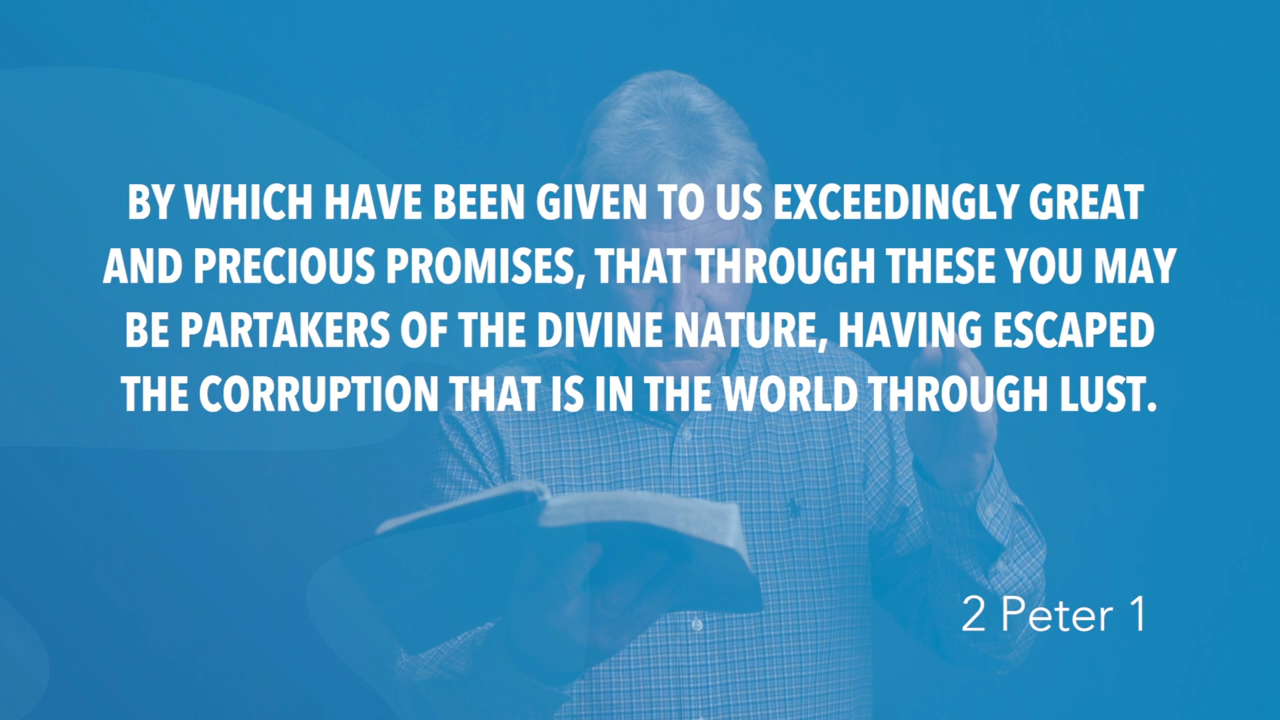 BY WHICH HAVE BEEN GIVEN TO US EXCEEDINGLY GREAT
AND PRECIOUS PROMISES, THAT THROUGH THESE YOU MAY
BE PARTAKERS OF THE DIVINE NATURE, HAVING ESCAPED
THE CORRUPTION THAT IS IN THE WORLD THROUGH LUST.
2 Peter 1